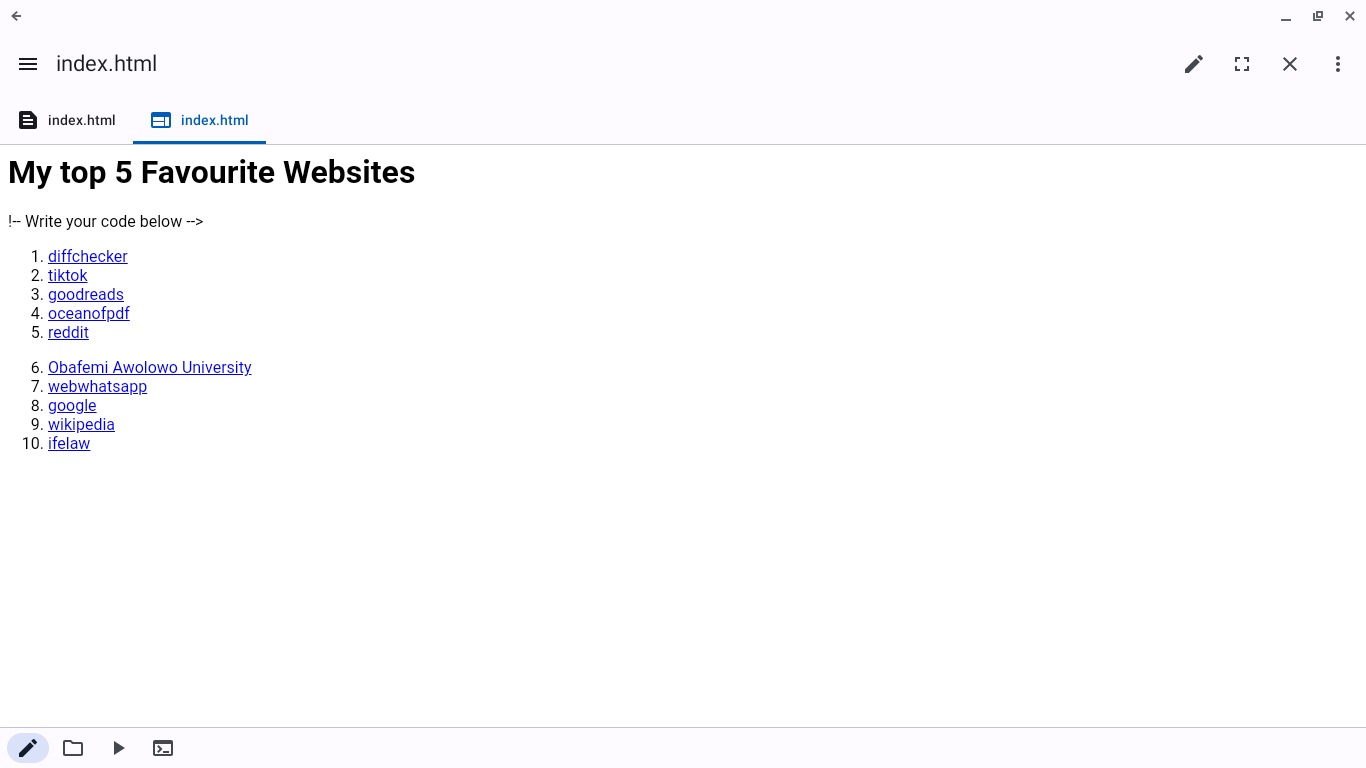 index.html
index.html
index.html
My top 5 Favourite Websites
!-- Write your code below -->
1. diffchecker
2. tiktok
3. goodreads
4. oceanofpdf
5. reddit
6. Obafemi Awolowo University
7. webwhatsapp
8. google
9. wikipedia
10. ifelaw